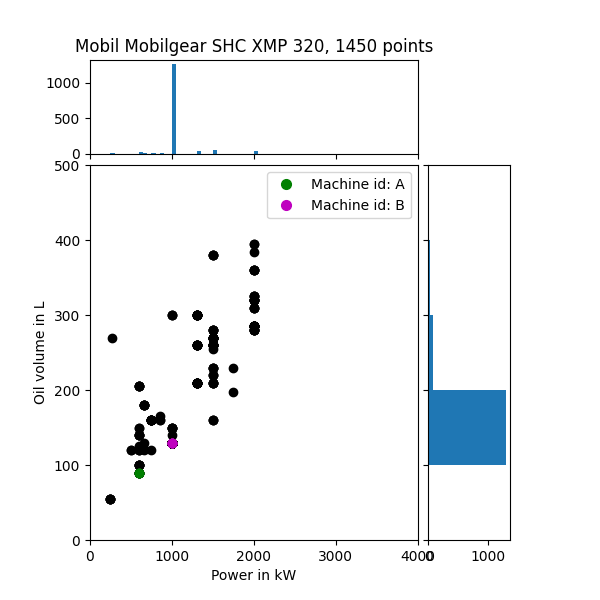 Mobil Mobilgear SHC XMP 320, 1450 points
1000
500
0
500
400
300
200
100
0
Oil volume in L
Machine id: A
Machine id: B
0 1000 2000 3000 4000
0 1000
Power in kW